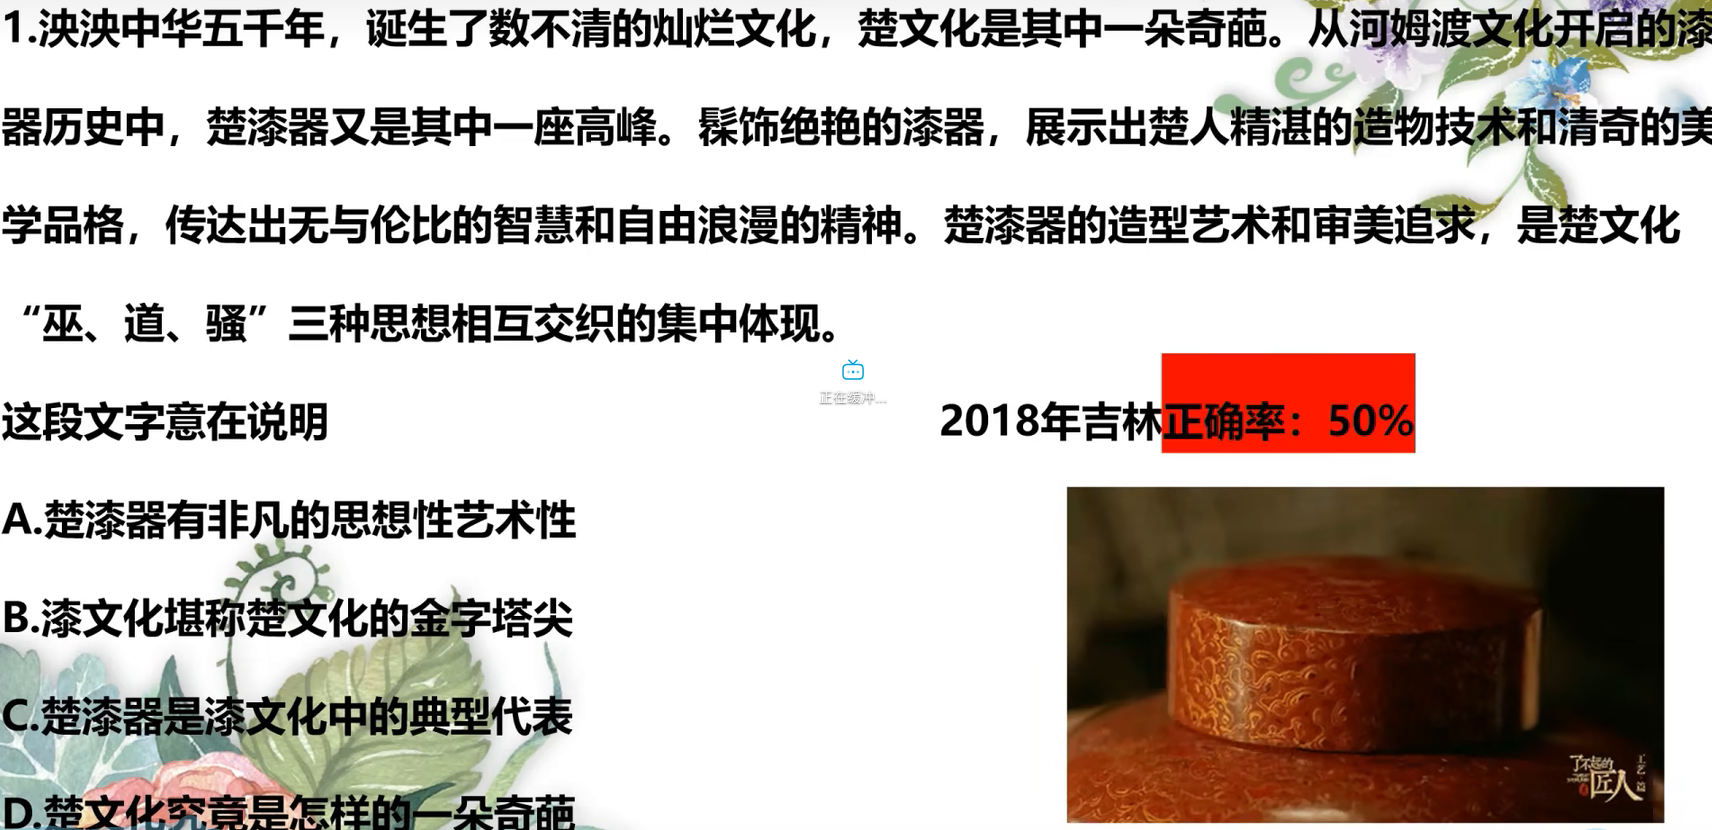 1.泱泱中华五千年，诞生了数不清的灿烂文化，楚文化是其中一朵奇葩。从河姆渡文化开启的漆
器历史中，楚漆器又是其中一座高峰。髹饰绝艳的漆器，展示出楚人精湛的造物技术和清奇的美
学品格，传达出无与伦比的智慧和自由浪漫的精神。楚漆器的造型艺术和审美追求，是楚文化
“巫、道、骚”三种思想相互交织的集中体现。
正在缓冲...
这段文字意在说明
2018年吉林正确率：50%
A.楚漆器有非凡的思想性艺术性
B.漆文化堪称楚文化的金字塔尖
C.楚漆器是漆文化中的典型代表
D.楚文化究竟是怎样的一朵奇葩
了不起的
匠人
工艺篇